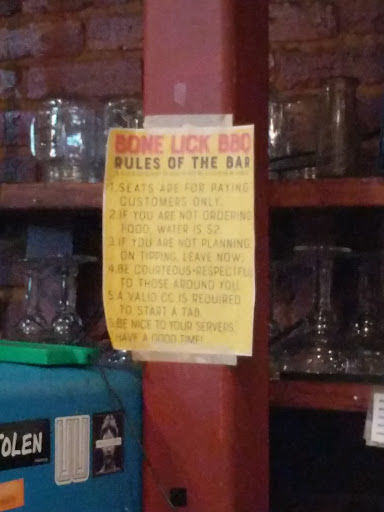 BONE LICK BBQ
RULES OF THE BAR
1. SEATS ARE FOR PAYING
CUSTOMERS ONLY.
2. IF YOU ARE NOT ORDERING
FOOD, WATER IS $2.
3. IF YOU ARE NOT PLANNING
ON TIPPING, LEAVE NOW.
4. BE COURTEOUS+RESPECTFUL
TO THOSE AROUND YOU.
5. A VALID CC IS REQUIRED
TO START A TAB.
6. BE NICE TO YOUR SERVERS.
HAVE A GOOD TIME!
OLEN